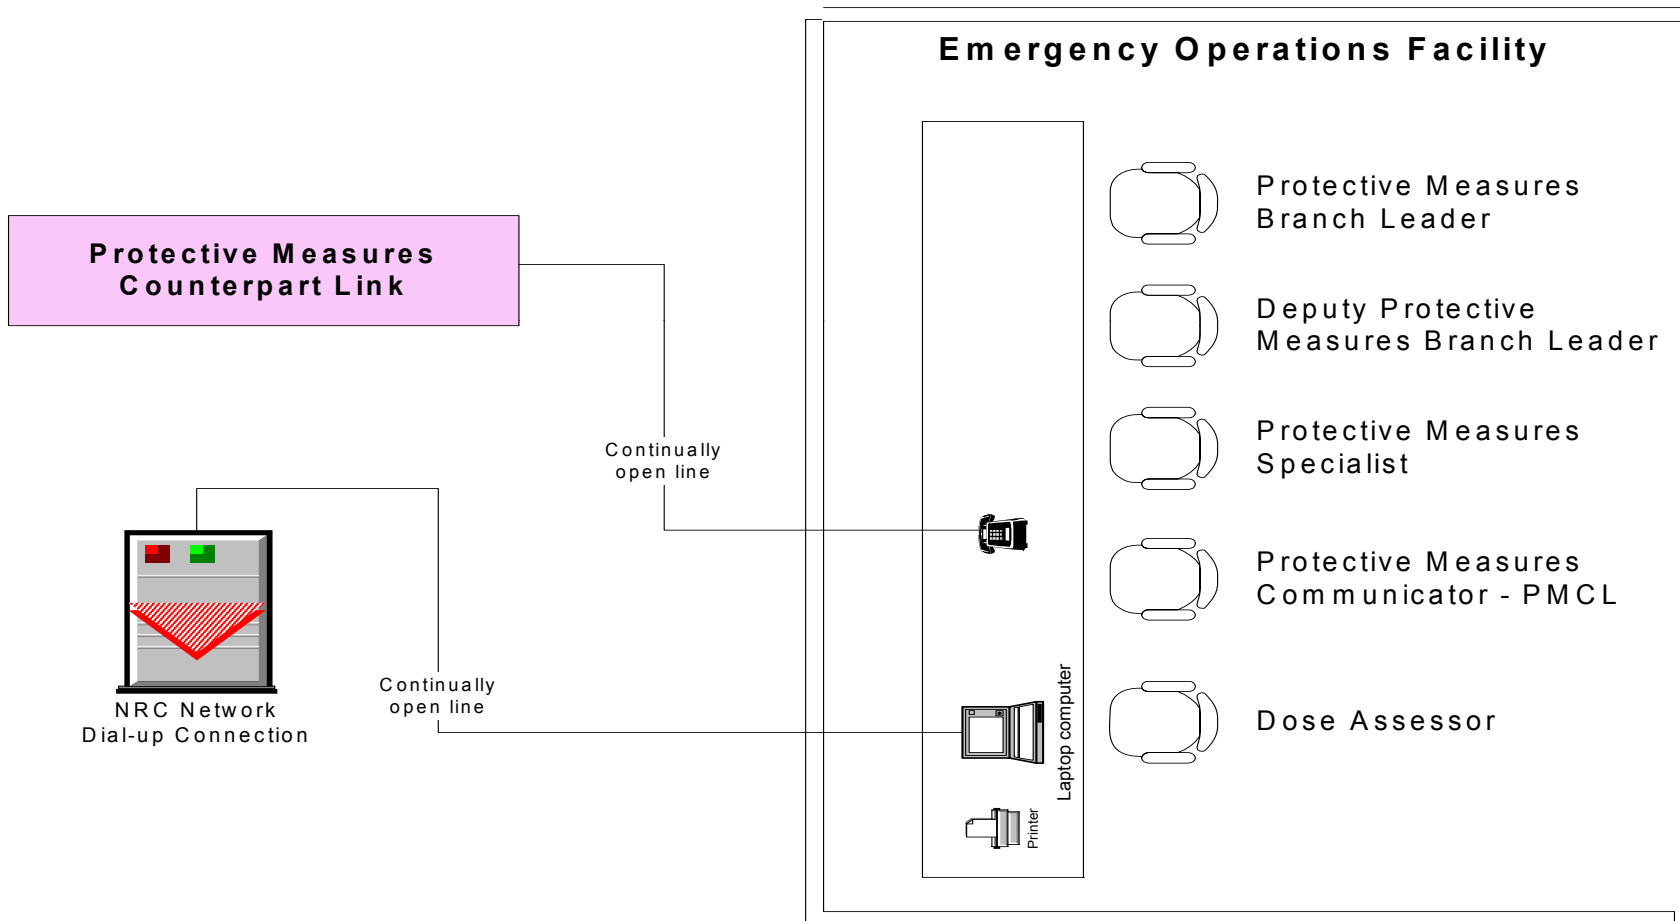 Emergency Operations Facility
Protective Measures
Branch Leader
Protective Measures
Counterpart Link
Deputy Protective
Measures Branch Leader
Continually
open line
Protective Measures
Specialist
Protective Measures
Communicator - PMCL
Continually
open line
NRC Network
Dial-up Connection
Laptop computer
Dose Assessor
Printer